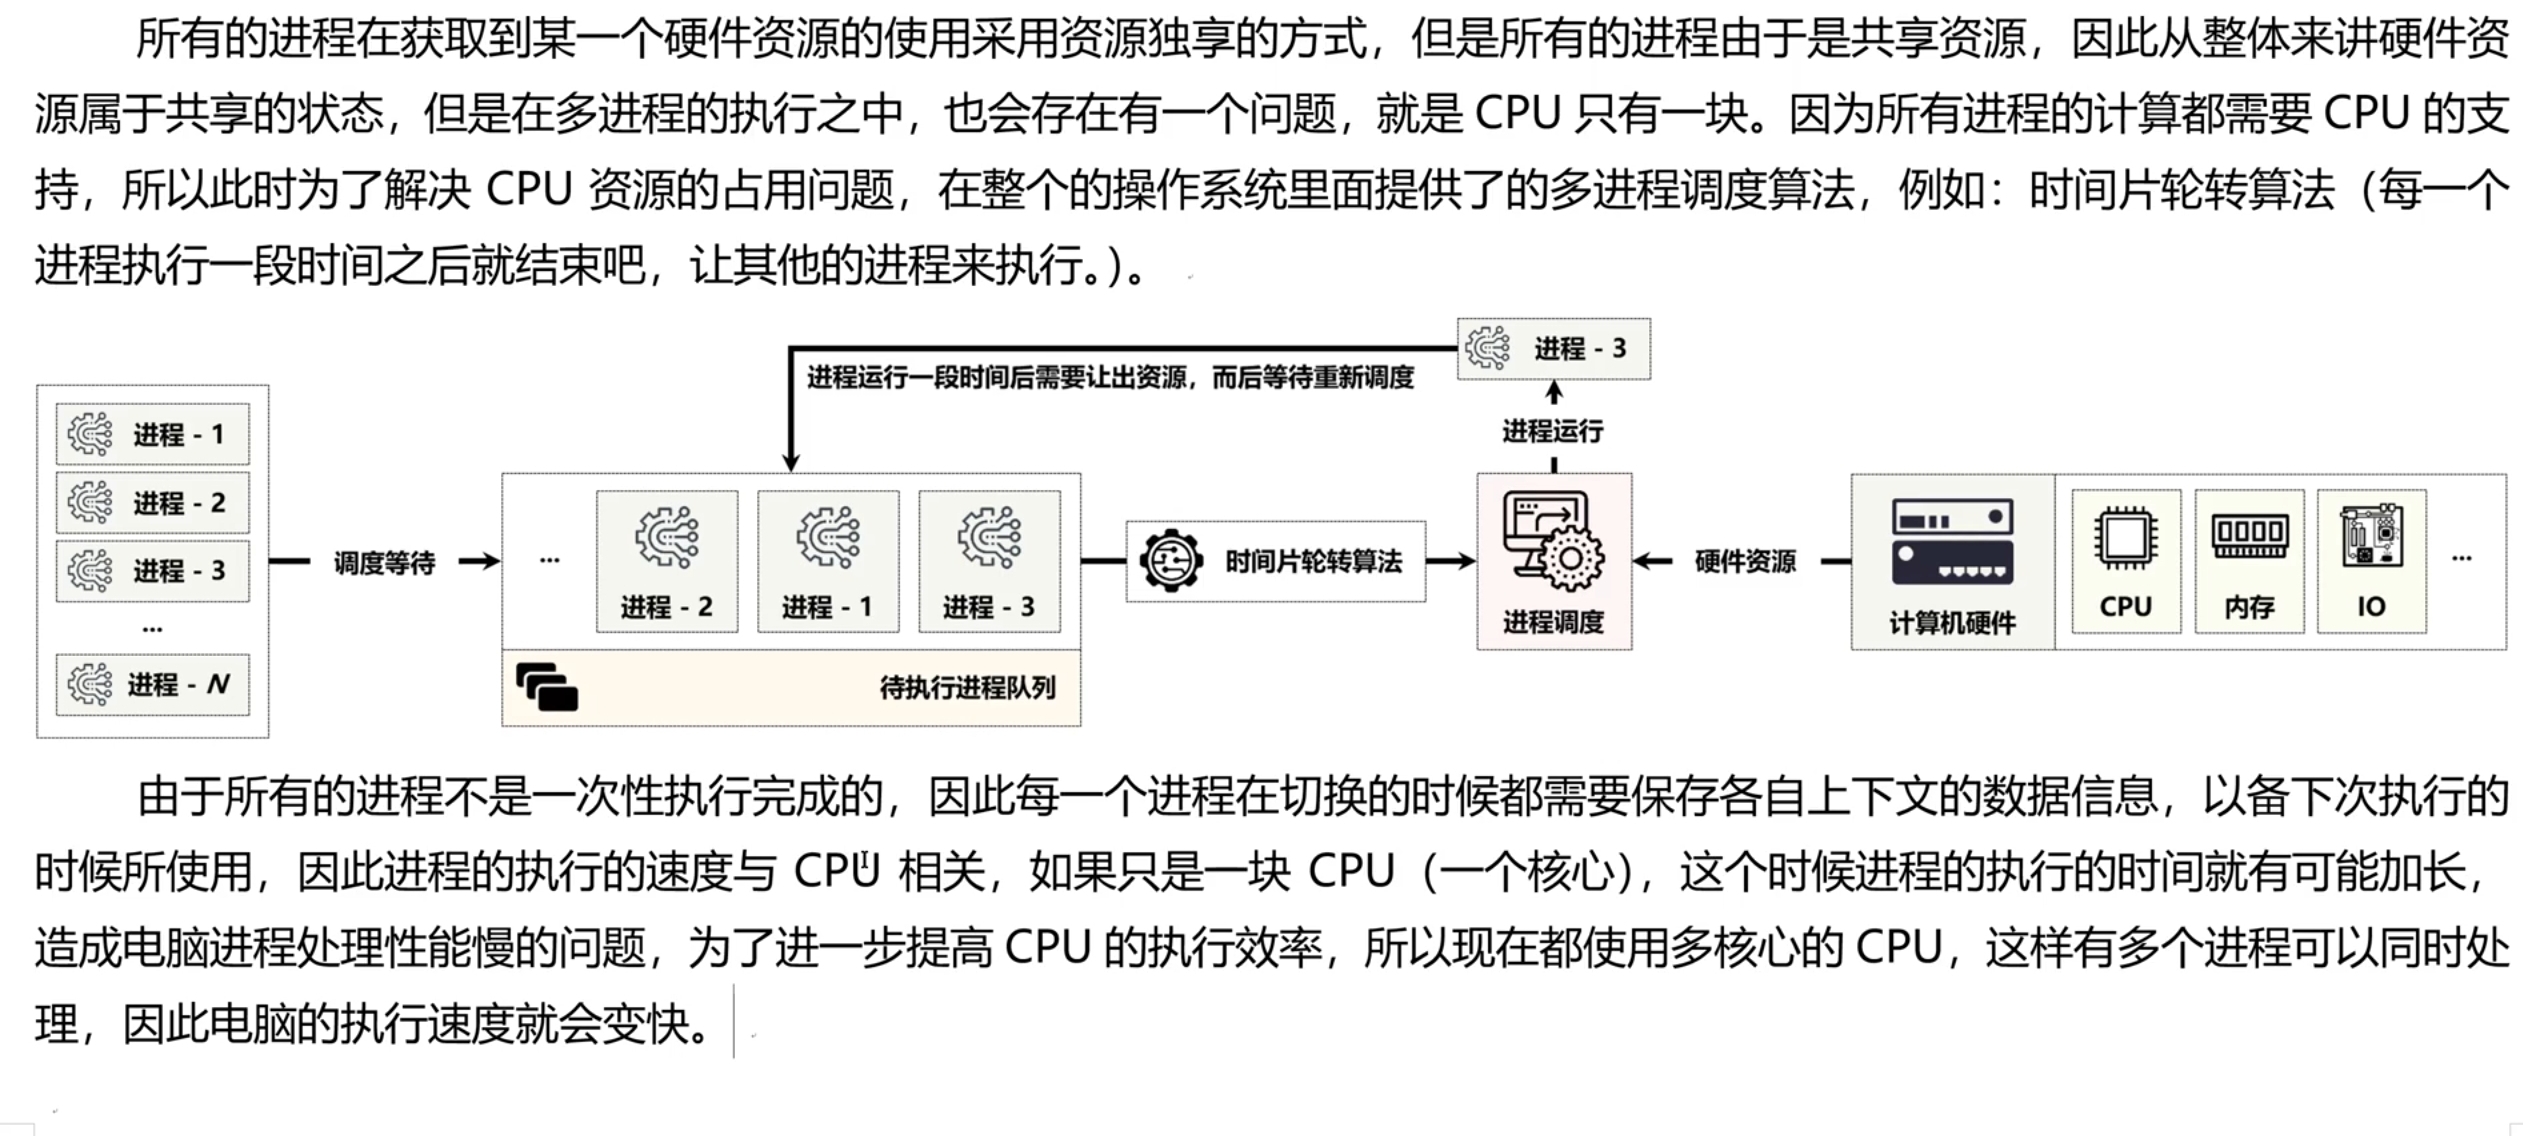 所有的进程在获取到某一个硬件资源的使用采用资源独享的方式，但是所有的进程由于是共享资源，因此从整体来讲硬件资
源属于共享的状态，但是在多进程的执行之中，也会存在有一个问题，就是 CPU 只有一块。因为所有进程的计算都需要 CPU 的支
持，所以此时为了解决 CPU 资源的占用问题，在整个的操作系统里面提供了的多进程调度算法，例如：时间片轮转算法（每一个
进程执行一段时间之后就结束吧，让其他的进程来执行。）。
进程 - 3
进程运行一段时间后需要让出资源，而后等待重新调度
进程运行
进程 - 1
进程 - 2
进程 - 3
...
进程 - N
调度等待
...
进程 - 2
进程 - 1
进程 - 3
待执行进程队列
时间片轮转算法
进程调度
硬件资源
计算机硬件
CPU
内存
IO
...
由于所有的进程不是一次性执行完成的，因此每一个进程在切换的时候都需要保存各自上下文的数据信息，以备下次执行的
时候所使用，因此进程的执行的速度与 CPU 相关，如果只是一块 CPU（一个核心），这个时候进程的执行的时间就有可能加长，
造成电脑进程处理性能慢的问题，为了进一步提高 CPU 的执行效率，所以现在都使用多核心的 CPU，这样有多个进程可以同时处
理，因此电脑的执行速度就会变快。